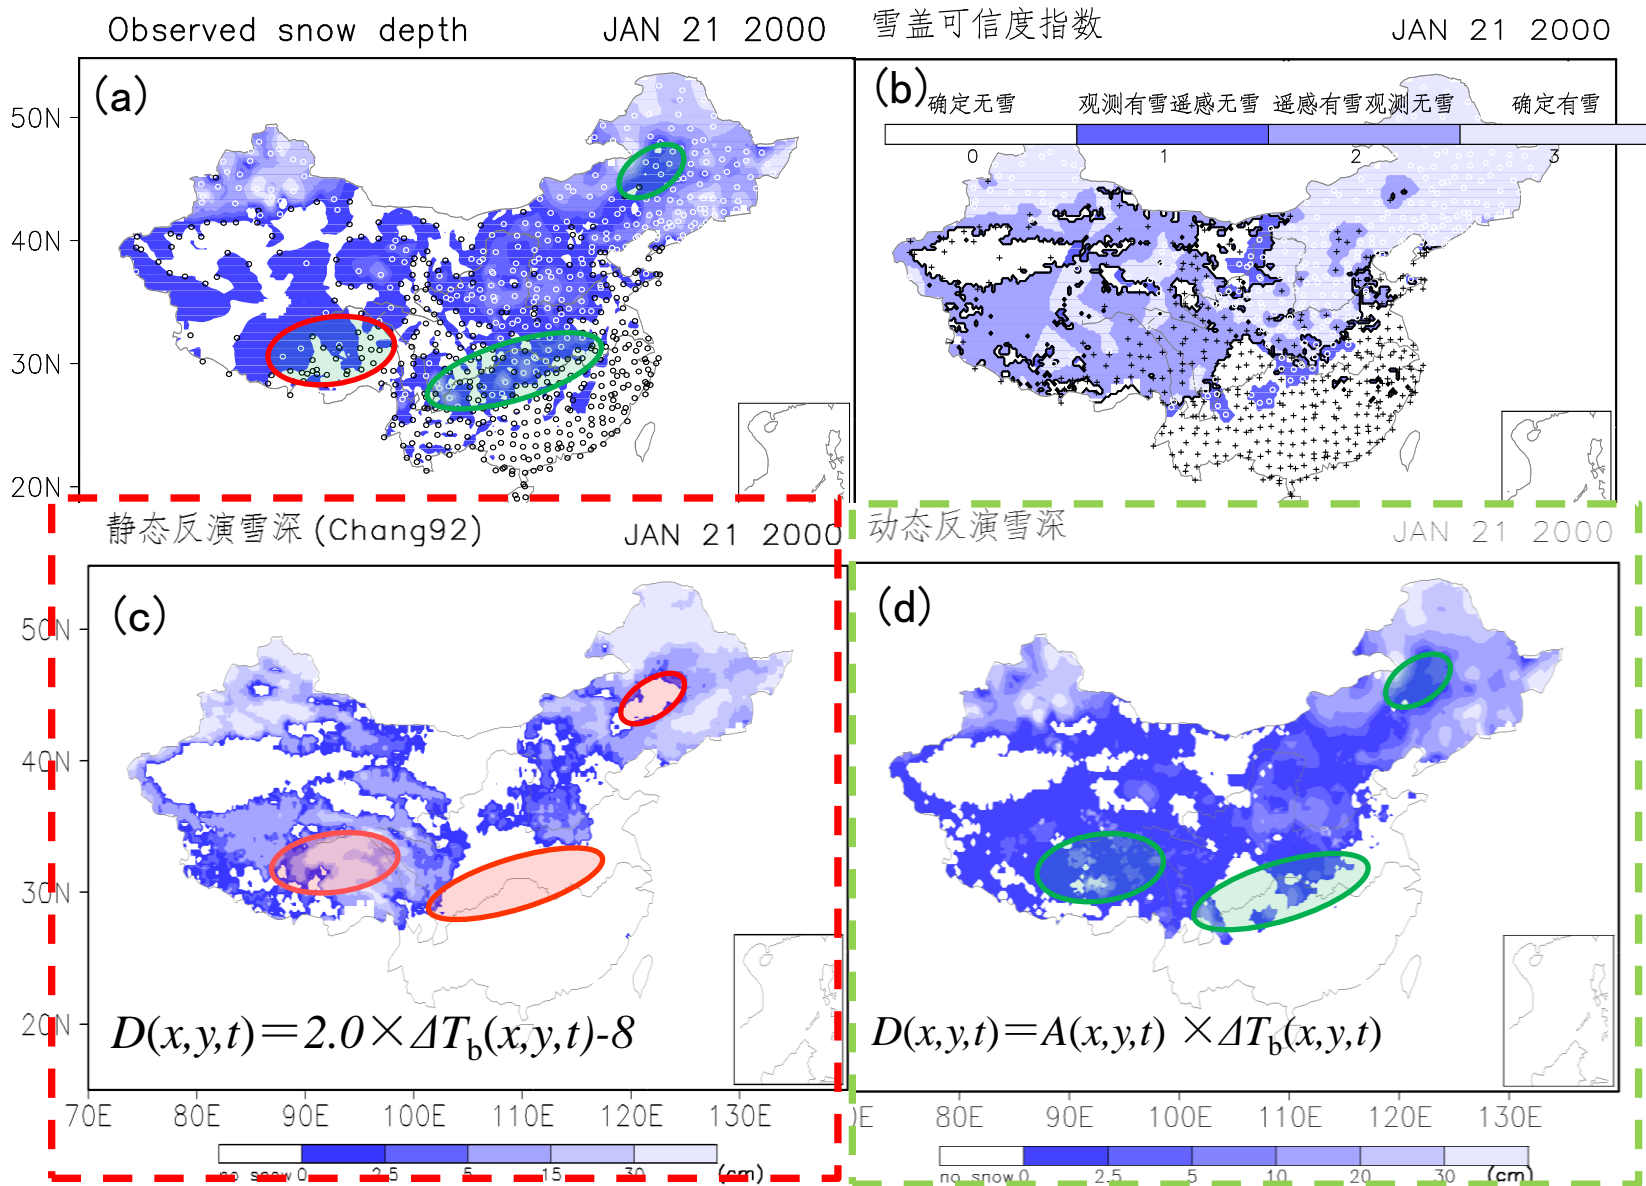 Observed snow depth JAN 21 2000
雪盖可信度指数 JAN 21 2000
(a)
50N
40N
30N
20N
(b)
确定无雪 观测有雪遥感无雪 遥感有雪观测无雪 确定有雪
0 1 2 3
静态反演雪深 (Chang92) JAN 21 2000
动态反演雪深 JAN 21 2000
(c)
50N
40N
30N
20N
D(x,y,t)=2.0×ΔTb(x,y,t)-8
70E 80E 90E 100E 110E 120E 130E
no snow 0 2.5 5 15 30 (cm)
(d)
D(x,y,t)=A(x,y,t) ×ΔTb(x,y,t)
80E 90E 100E 110E 120E 130E
no snow 0 2.5 5 10 20 30 (cm)